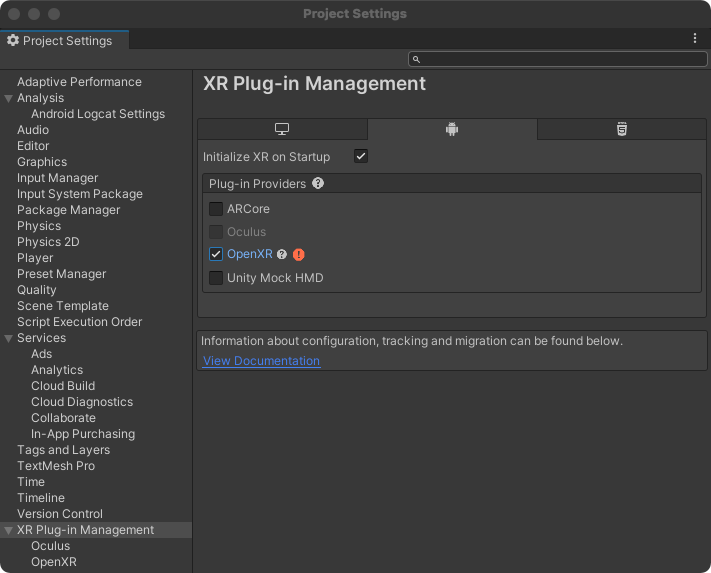 Project Settings
Project Settings
Adaptive Performance
Analysis
Android Logcat Settings
Audio
Editor
Graphics
Input Manager
Input System Package
Package Manager
Physics
Physics 2D
Player
Preset Manager
Quality
Scene Template
Script Execution Order
Services
Ads
Analytics
Cloud Build
Cloud Diagnostics
Collaborate
In-App Purchasing
Tags and Layers
TextMesh Pro
Time
Timeline
Version Control
XR Plug-in Management
Oculus
OpenXR
XR Plug-in Management
Initialize XR on Startup
Plug-in Providers
ARCore
Oculus
OpenXR
Unity Mock HMD
Information about configuration, tracking and migration can be found below.
View Documentation